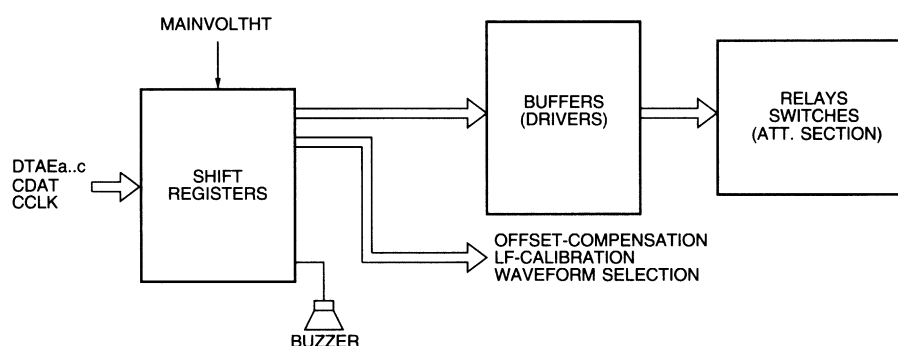 MAINVOLTHT
DTAEa..c
CDAT
CCLK
SHIFT
REGISTERS
BUFFERS
(DRIVERS)
RELAYS
SWITCHES
(ATT. SECTION)
OFFSET-COMPENSATION
LF-CALIBRATION
WAVEFORM SELECTION
BUZZER